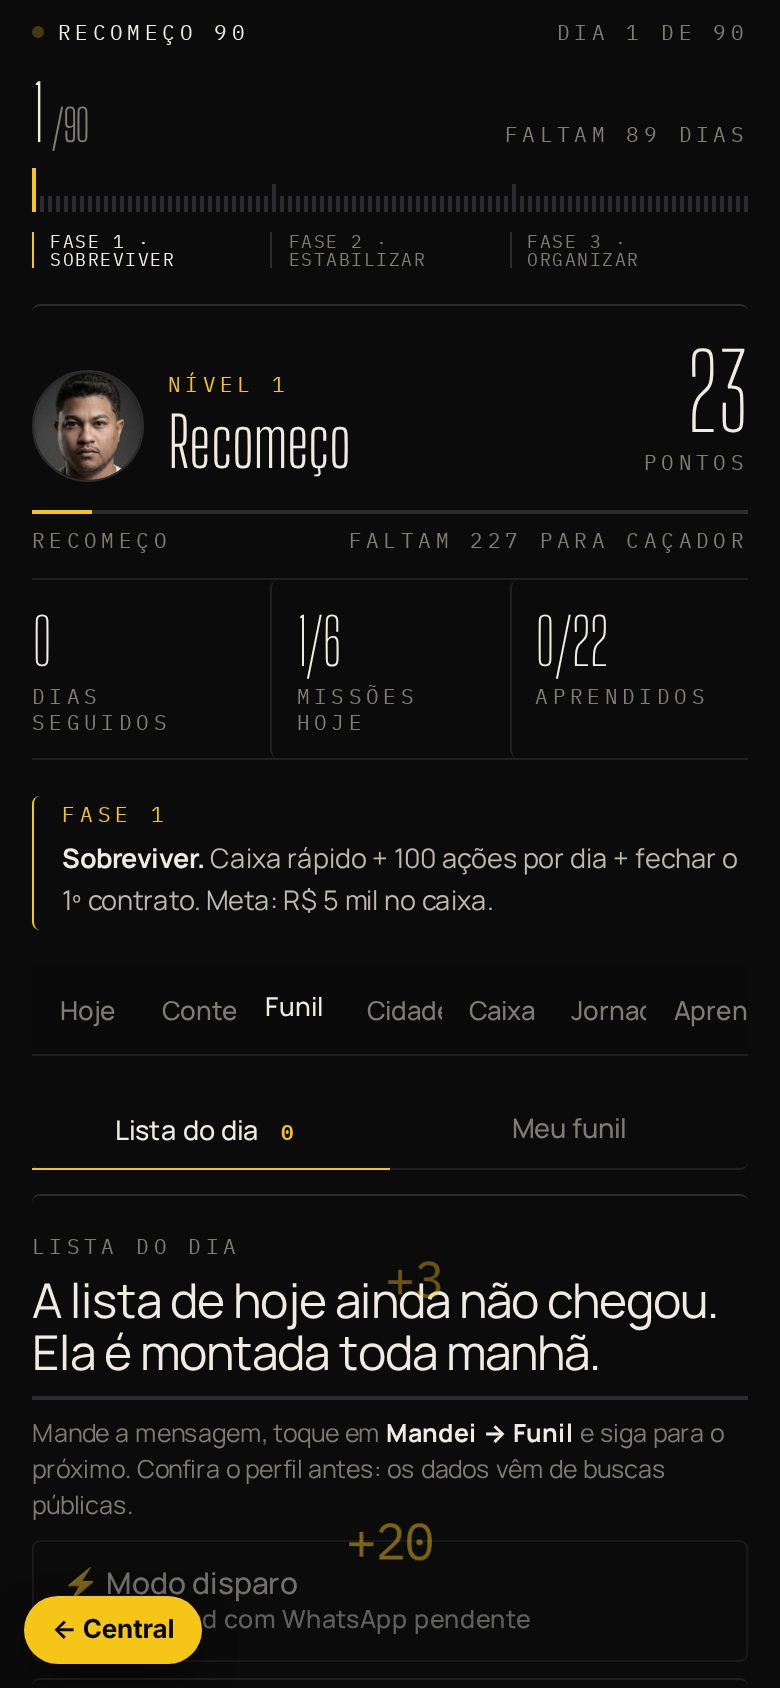 RECOMEÇO 90
DIA 1 DE 90
1 /90
FALTAM 89 DIAS
FASE 1 ·
SOBREVIVER
FASE 2 ·
ESTABILIZAR
FASE 3 ·
ORGANIZAR
NÍVEL 1
Recomeço
23
PONTOS
RECOMEÇO
FALTAM 227 PARA CAÇADOR
0
DIAS
SEGUIDOS
1/6
MISSÕES
HOJE
0/22
APRENDIDOS
FASE 1
Sobreviver. Caixa rápido + 100 ações por dia + fechar o
1º contrato. Meta: R$ 5 mil no caixa.
Hoje Conte Funil Cidade Caixa Jornad Apren
Lista do dia 0
Meu funil
LISTA DO DIA
+3
A lista de hoje ainda não chegou.
Ela é montada toda manhã.
Mande a mensagem, toque em Mandei → Funil e siga para o
próximo. Confira o perfil antes: os dados vêm de buscas
públicas.
+20
⚡ Modo disparo
d com WhatsApp pendente
← Central